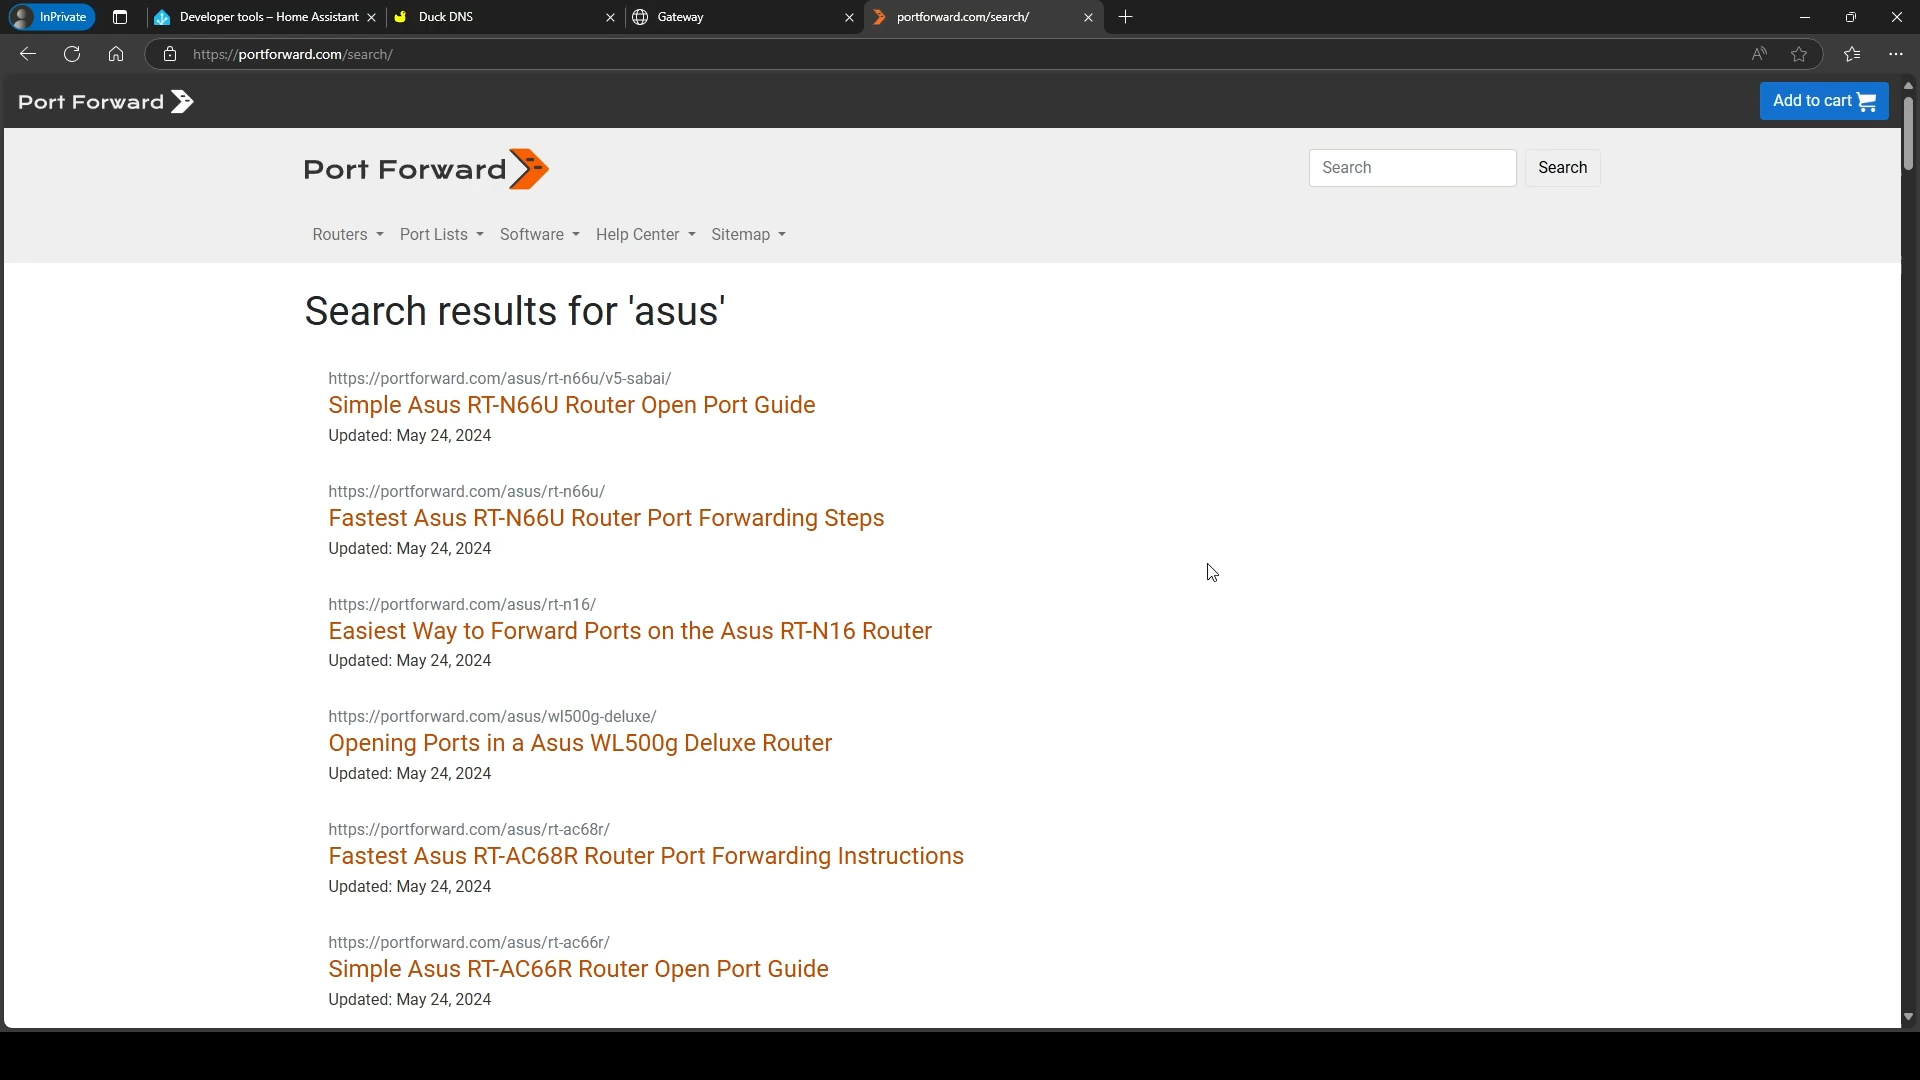 InPrivate
Developer tools – Home Assistant
Duck DNS
Gateway
portforward.com/search/
https://portforward.com/search/
Port Forward
Add to cart
Port Forward
Search
Search
Routers
Port Lists
Software
Help Center
Sitemap
Search results for 'asus'
https://portforward.com/asus/rt-n66u/v5-sabai/
Simple Asus RT-N66U Router Open Port Guide
Updated: May 24, 2024
https://portforward.com/asus/rt-n66u/
Fastest Asus RT-N66U Router Port Forwarding Steps
Updated: May 24, 2024
https://portforward.com/asus/rt-n16/
Easiest Way to Forward Ports on the Asus RT-N16 Router
Updated: May 24, 2024
https://portforward.com/asus/wl500g-deluxe/
Opening Ports in a Asus WL500g Deluxe Router
Updated: May 24, 2024
https://portforward.com/asus/rt-ac68r/
Fastest Asus RT-AC68R Router Port Forwarding Instructions
Updated: May 24, 2024
https://portforward.com/asus/rt-ac66r/
Simple Asus RT-AC66R Router Open Port Guide
Updated: May 24, 2024